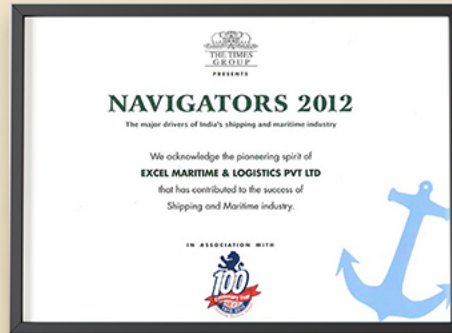 THE TIMES
GROUP
PRESENTS
NAVIGATORS 2012
The major drivers of India's shipping and maritime industry
We acknowledge the pioneering spirit of
EXCEL MARITIME & LOGISTICS PVT LTD
that has contributed to the success of
Shipping and Maritime industry.
IN ASSOCIATION WITH
100